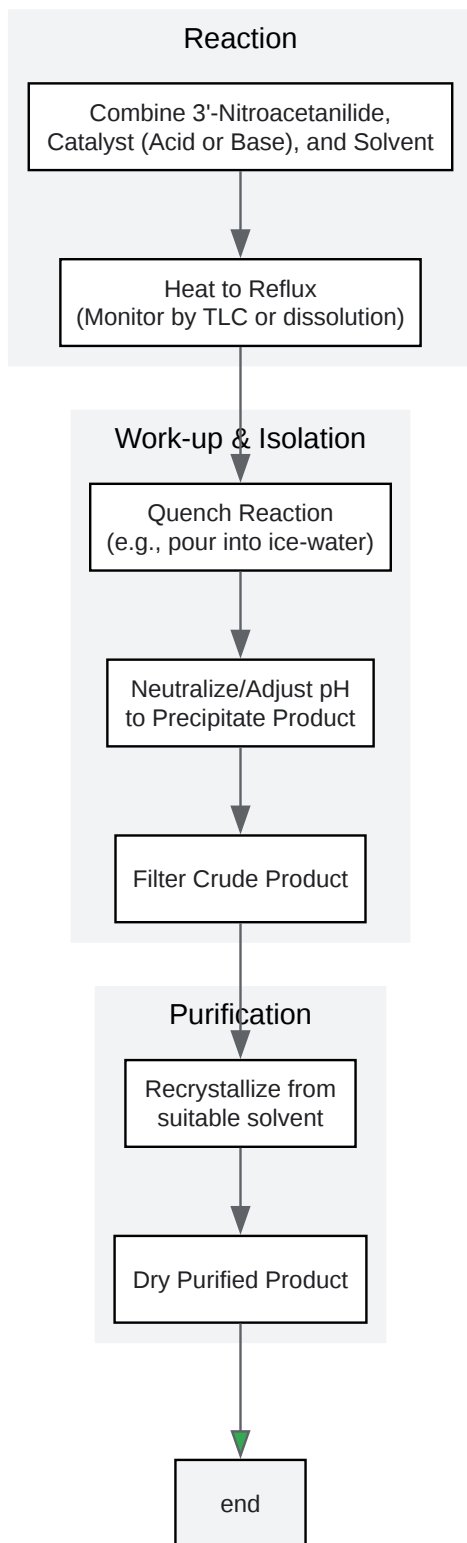 Reaction
Combine 3'-Nitroacetanilide,
Catalyst (Acid or Base), and Solvent
Heat to Reflux
(Monitor by TLC or dissolution)
Work-up & Isolation
Quench Reaction
(e.g., pour into ice-water)
Neutralize/Adjust pH
to Precipitate Product
Filter Crude Product
Purification
Recrystallize from
suitable solvent
Dry Purified Product
end